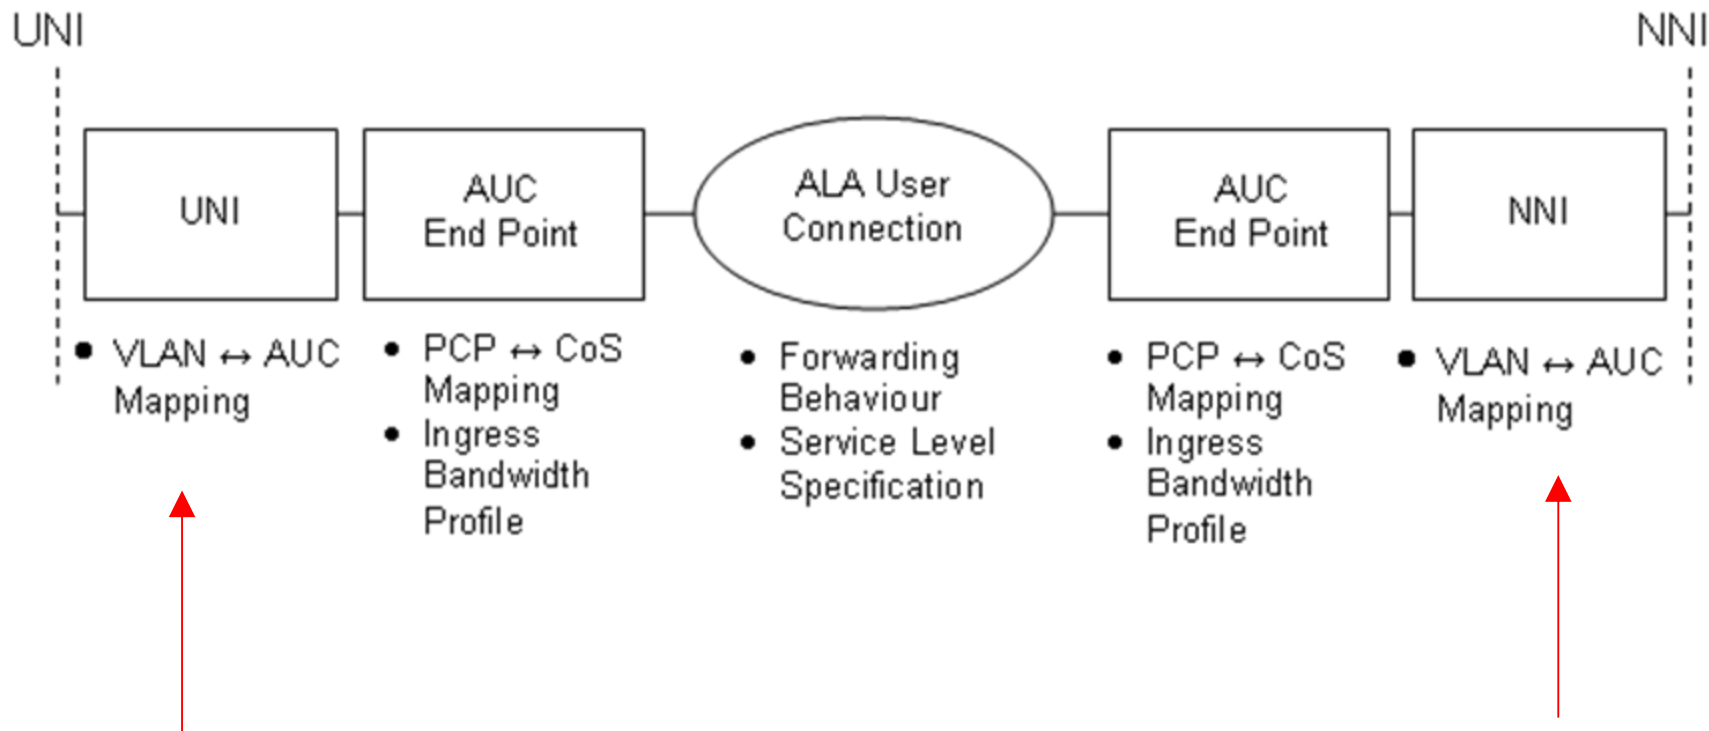 UNI
NNI
UNI
AUC
End Point
ALA User
Connection
AUC
End Point
NNI
• VLAN ↔ AUC
Mapping
• PCP ↔ CoS
Mapping
• Ingress
Bandwidth
Profile
• Forwarding
Behaviour
• Service Level
Specification
• PCP ↔ CoS
Mapping
• Ingress
Bandwidth
Profile
• VLAN ↔ AUC
Mapping